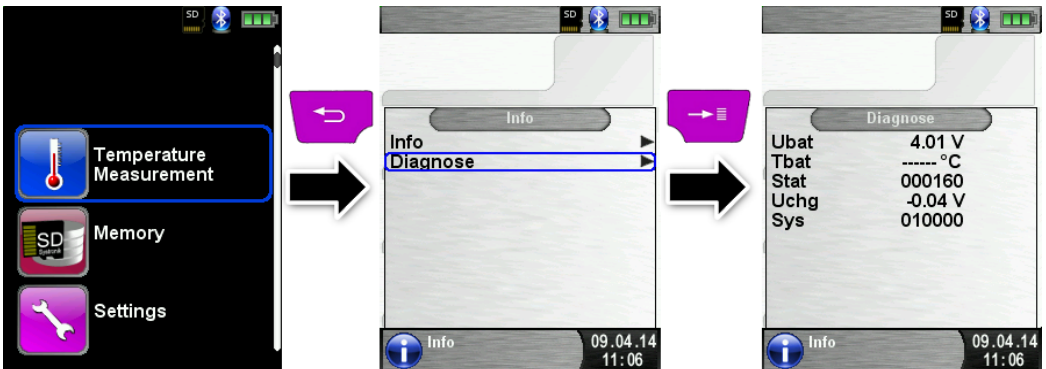 SD
Temperature
Measurement
SD
Memory
Settings
SD
Info
Info
Diagnose
Info
09.04.14
11:06
SD
Diagnose
Ubat 4.01 V
Tbat ------ °C
Stat 000160
Uchg -0.04 V
Sys 010000
Info
09.04.14
11:06